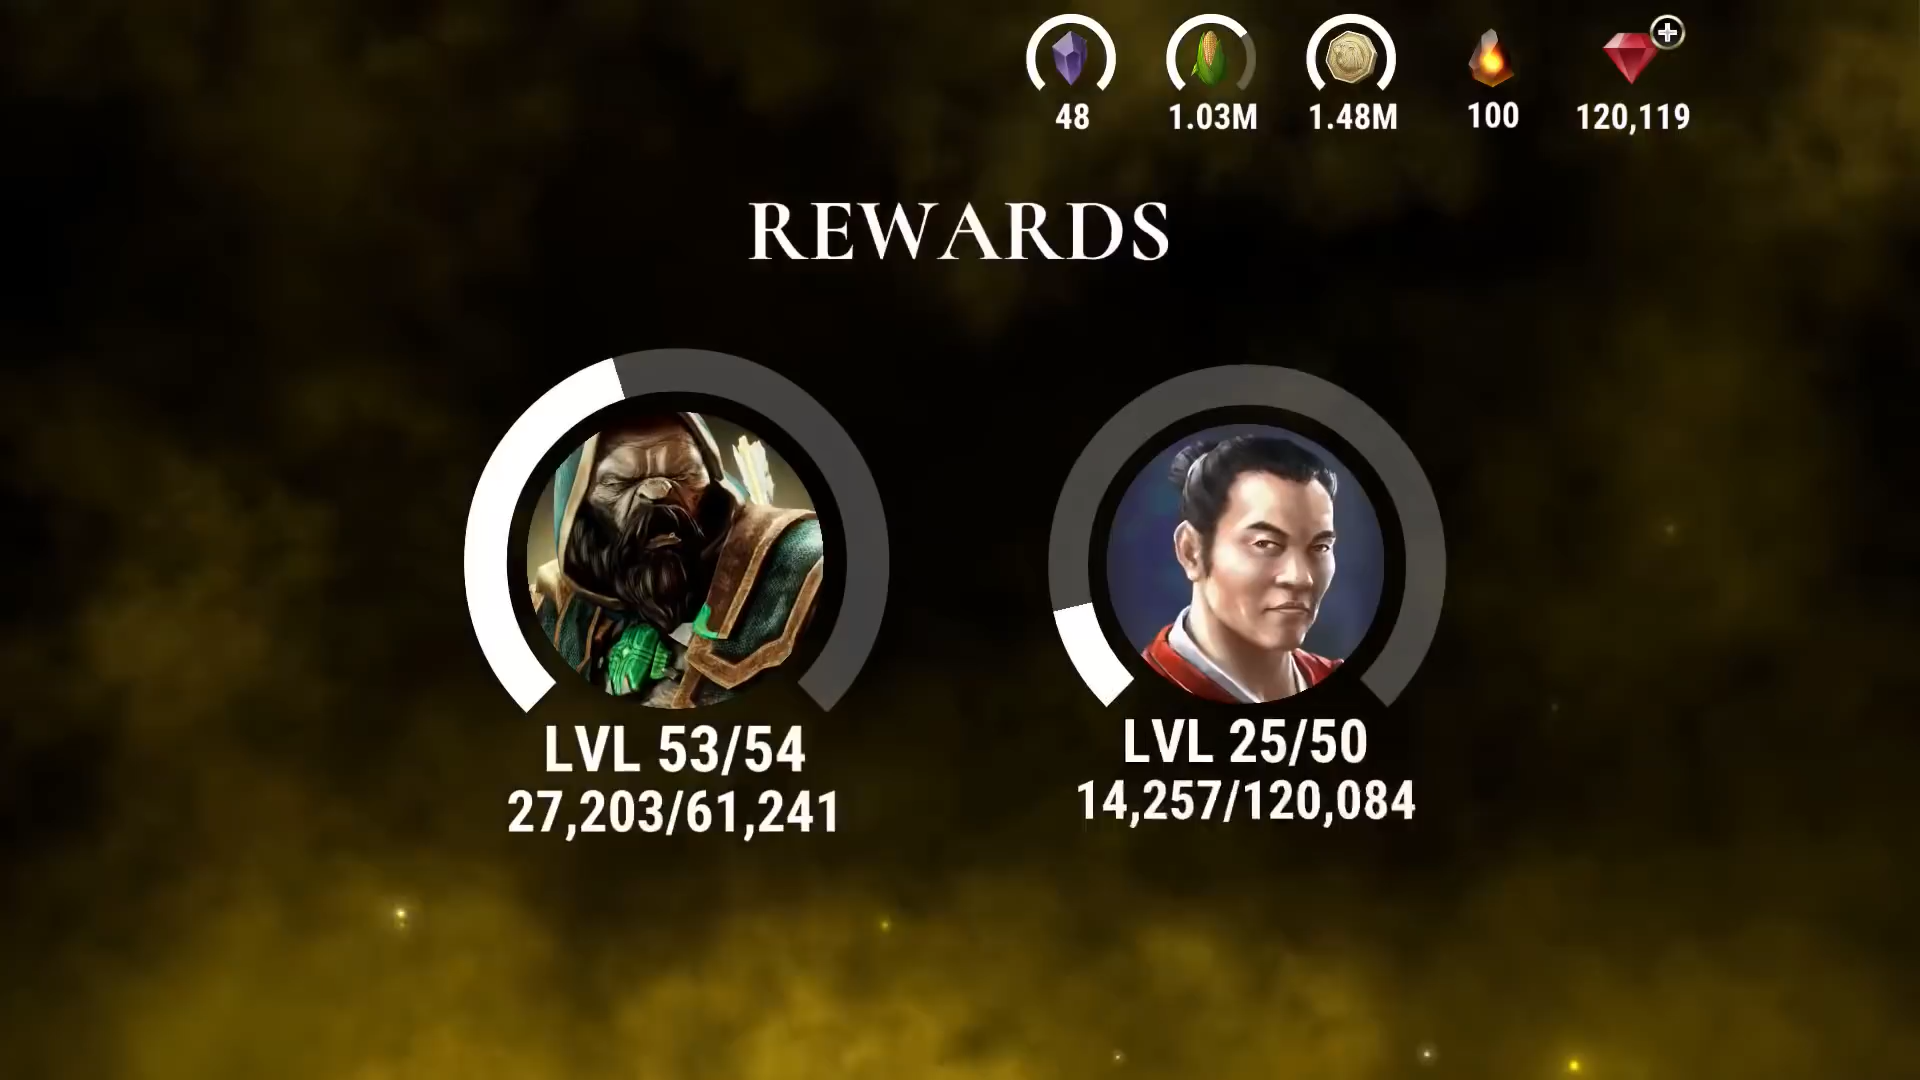 48
1.03M
1.48M
100
120,119
REWARDS
LVL 53/54
27,203/61,241
LVL 25/50
14,257/120,084